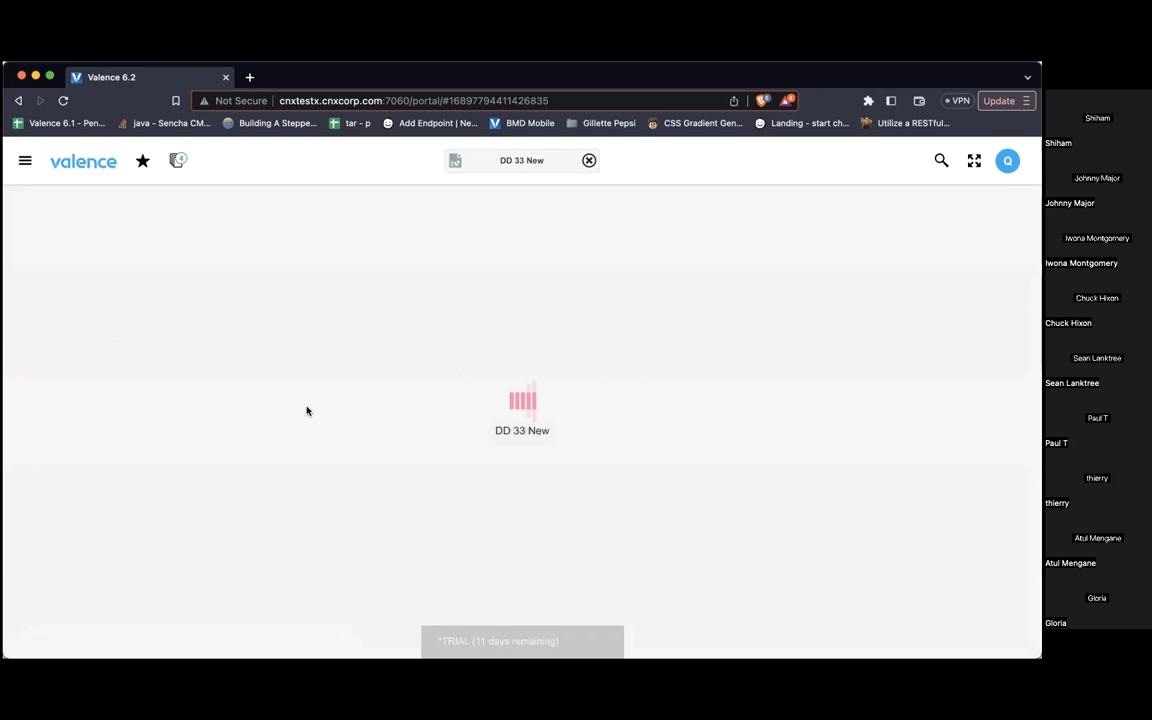 Valence 6.2
Not Secure cnxtestx.cnxcorp.com:7060/portal/#16897794411426835
VPN
Update
Valence 6.1 - Pen...
java - Sencha CM...
Building A Steppe...
tar - p
Add Endpoint | Ne...
BMD Mobile
Gillette Pepsi
CSS Gradient Gen...
Landing - start ch...
Utilize a RESTful...
valence
4
DD 33 New
Q
DD 33 New
*TRIAL (11 days remaining)
Shiham
Shiham
Johnny Major
Johnny Major
Iwona Montgomery
Iwona Montgomery
Chuck Hixon
Chuck Hixon
Sean Lanktree
Sean Lanktree
Paul T
Paul T
thierry
thierry
Atul Mengane
Atul Mengane
Gloria
Gloria